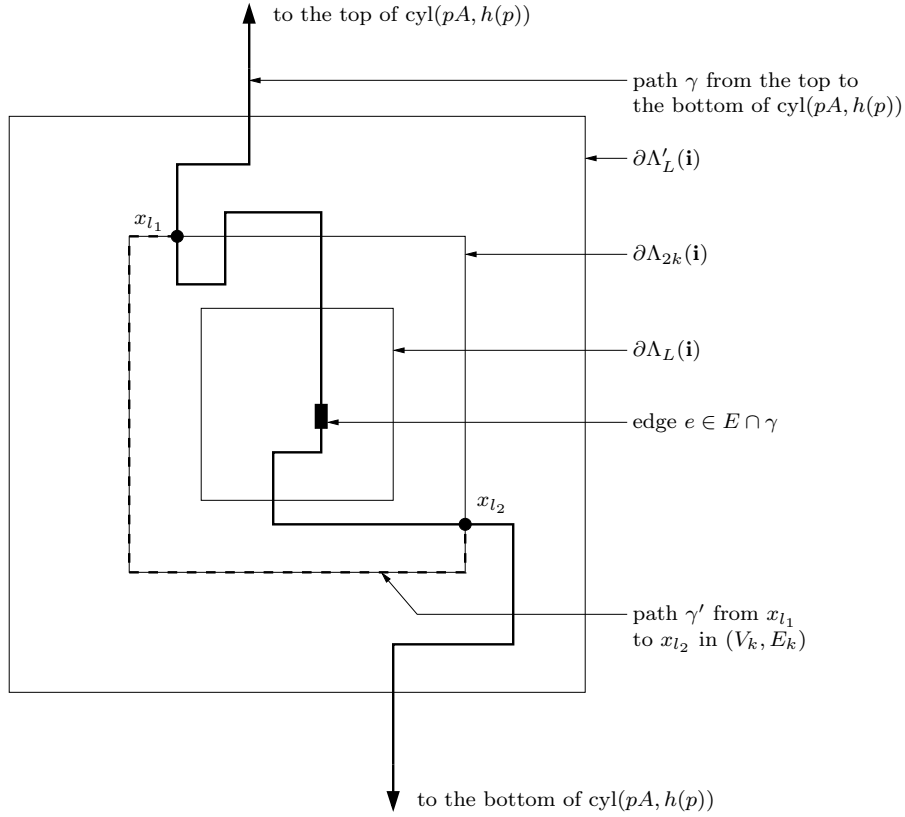 to the top of cyl(pA, h(p))
path γ from the top to
the bottom of cyl(pA, h(p))
∂Λ′_L(i)
x_{l_1}
∂Λ_{2k}(i)
∂Λ_L(i)
edge e ∈ E ∩ γ
x_{l_2}
path γ′ from x_{l_1}
to x_{l_2} in (V_k, E_k)
to the bottom of cyl(pA, h(p))